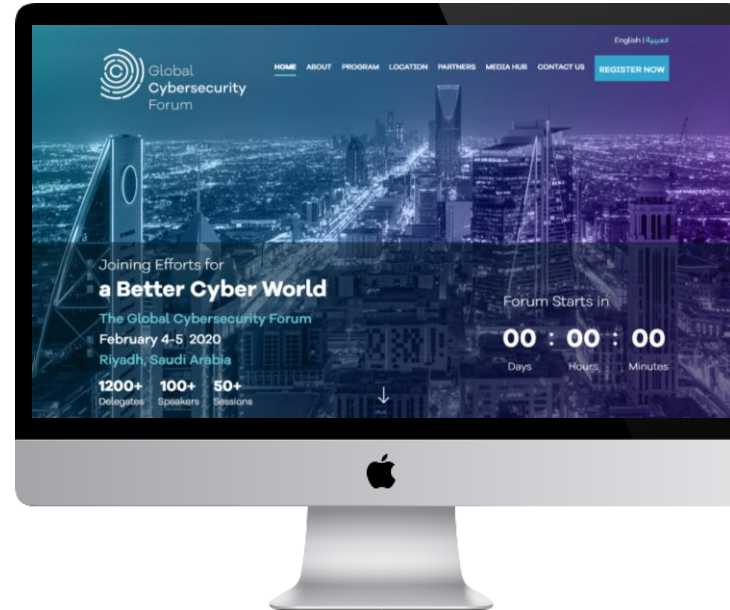 English | العربية
Global
Cybersecurity
Forum
HOME ABOUT PROGRAM LOCATION PARTNERS MEDIA HUB CONTACT US REGISTER NOW
Joining Efforts for
a Better Cyber World
The Global Cybersecurity Forum
February 4-5 2020
Riyadh, Saudi Arabia
1200+ 100+ 50+
Delegates Speakers Sessions
Forum Starts in
00 : 00 : 00
Days Hours Minutes